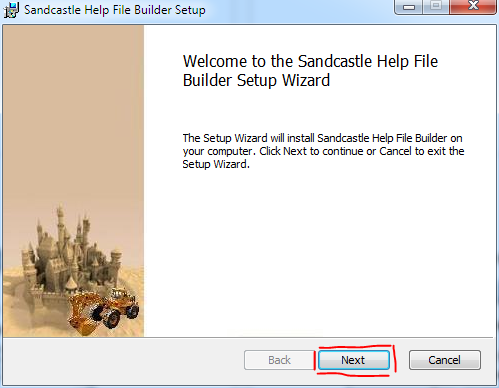 Sandcastle Help File Builder Setup
Welcome to the Sandcastle Help File
Builder Setup Wizard
The Setup Wizard will install Sandcastle Help File Builder on
your computer. Click Next to continue or Cancel to exit the
Setup Wizard.
Back Next Cancel